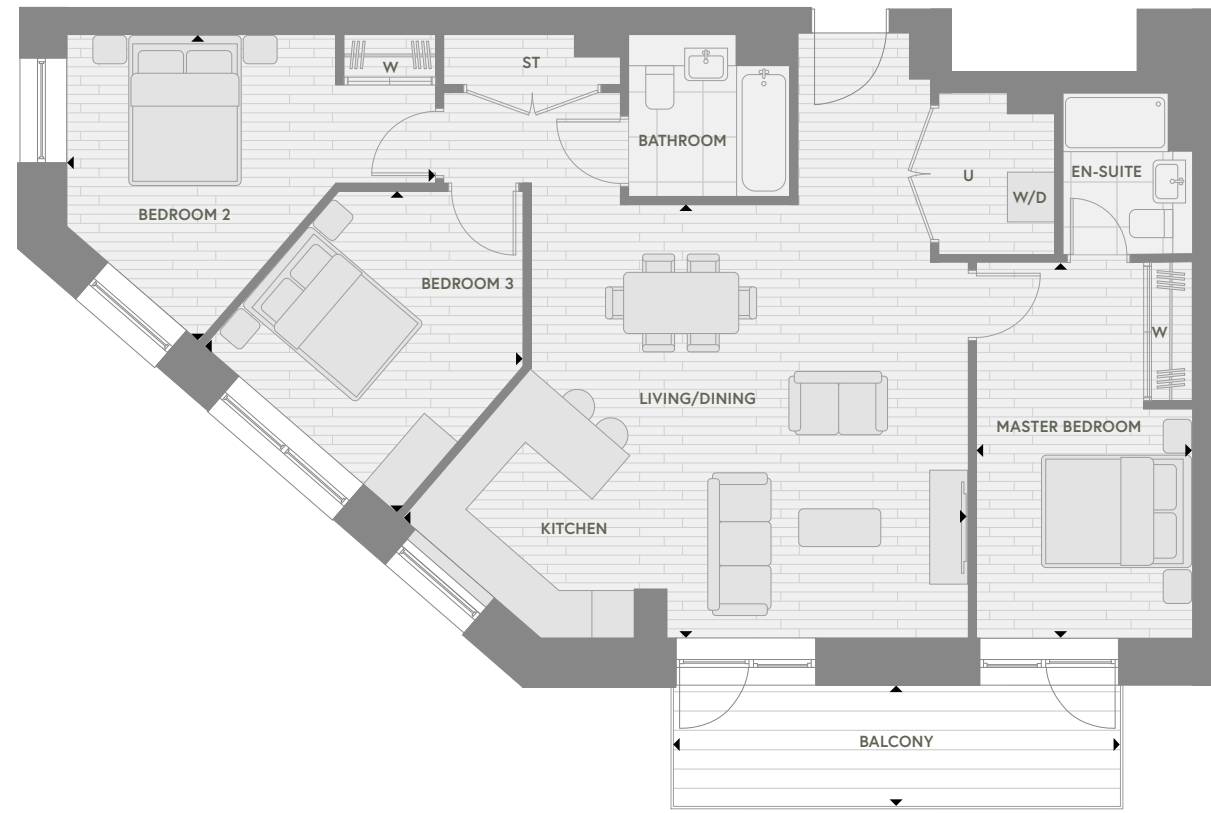 W
ST
BATHROOM
U
EN-SUITE
W/D
BEDROOM 2
BEDROOM 3
W
LIVING/DINING
MASTER BEDROOM
KITCHEN
BALCONY